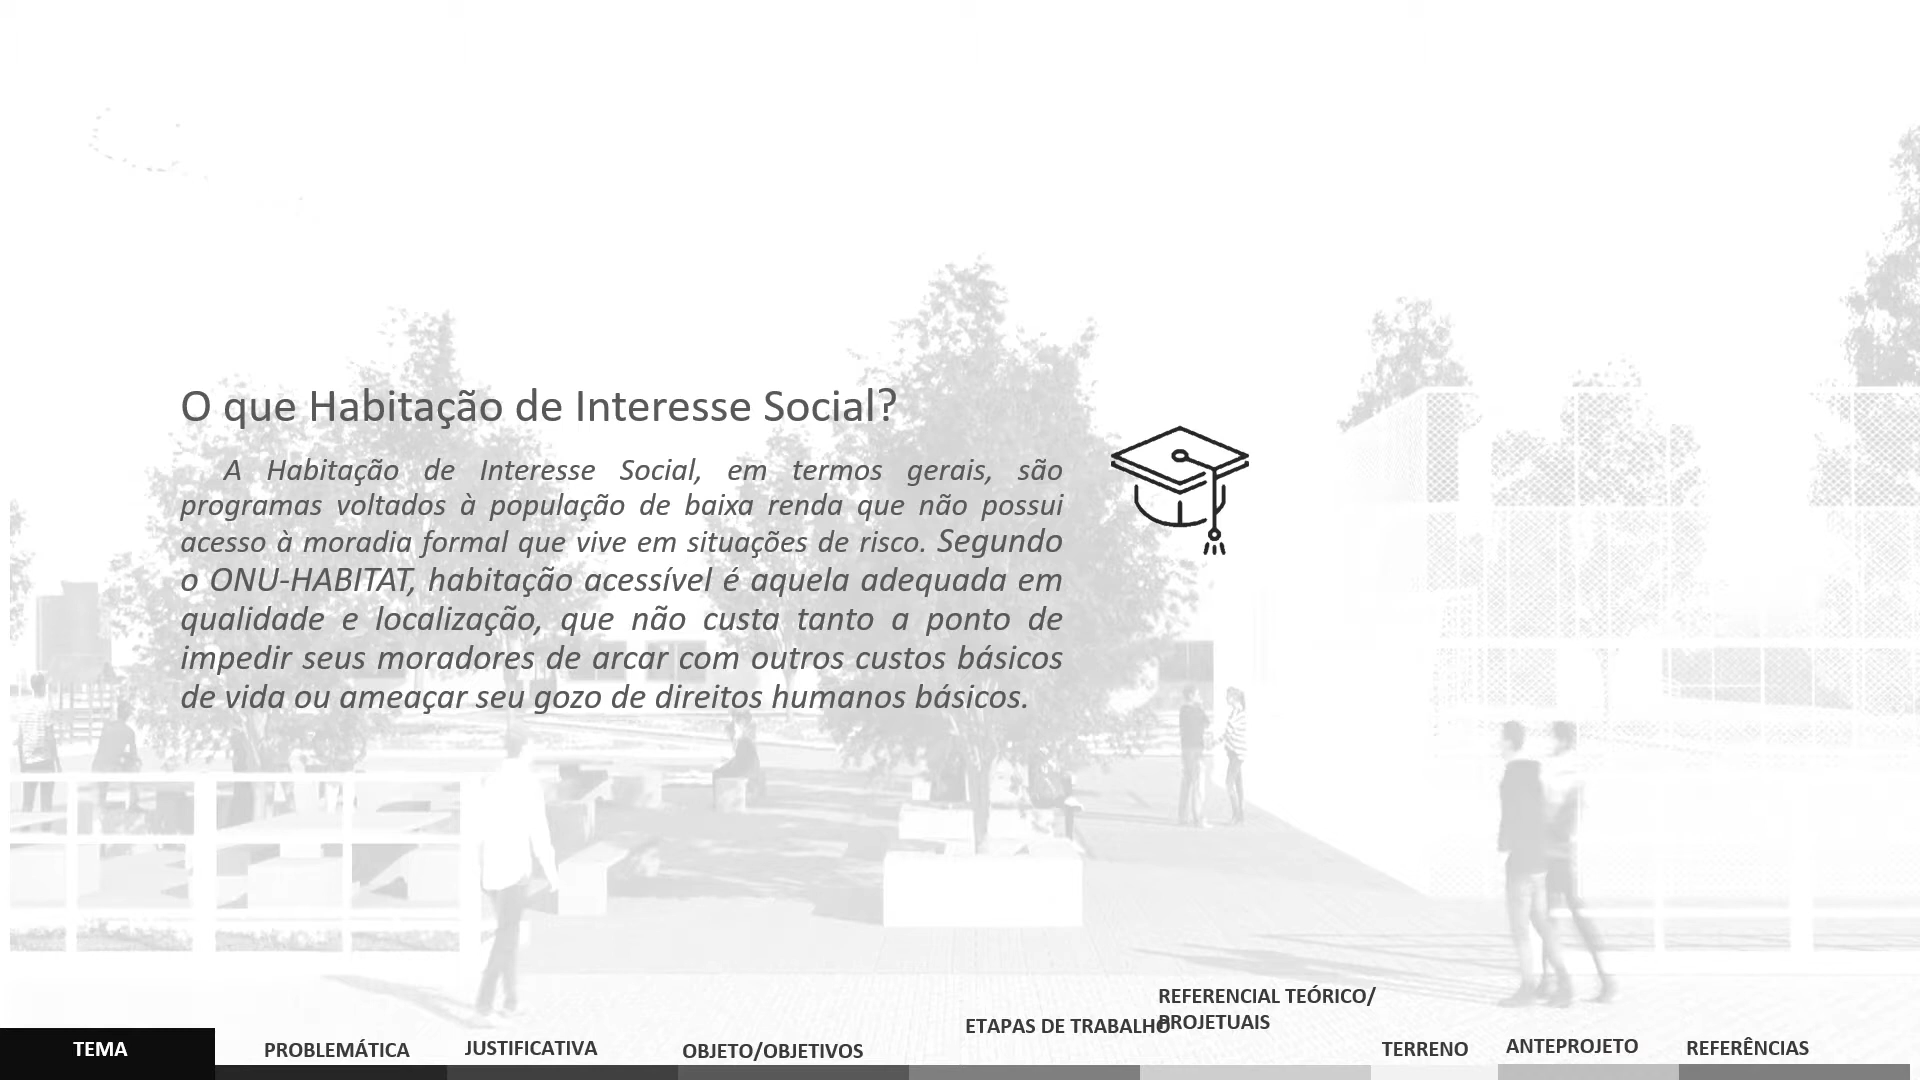 O que Habitação de Interesse Social?
A Habitação de Interesse Social, em termos gerais, são
programas voltados à população de baixa renda que não possui
acesso à moradia formal que vive em situações de risco. Segundo
o ONU-HABITAT, habitação acessível é aquela adequada em
qualidade e localização, que não custa tanto a ponto de
impedir seus moradores de arcar com outros custos básicos
de vida ou ameaçar seu gozo de direitos humanos básicos.
TEMA
PROBLEMÁTICA
JUSTIFICATIVA
OBJETO/OBJETIVOS
ETAPAS DE TRABALHO
REFERENCIAL TEÓRICO/
PROJETUAIS
TERRENO
ANTEPROJETO
REFERÊNCIAS